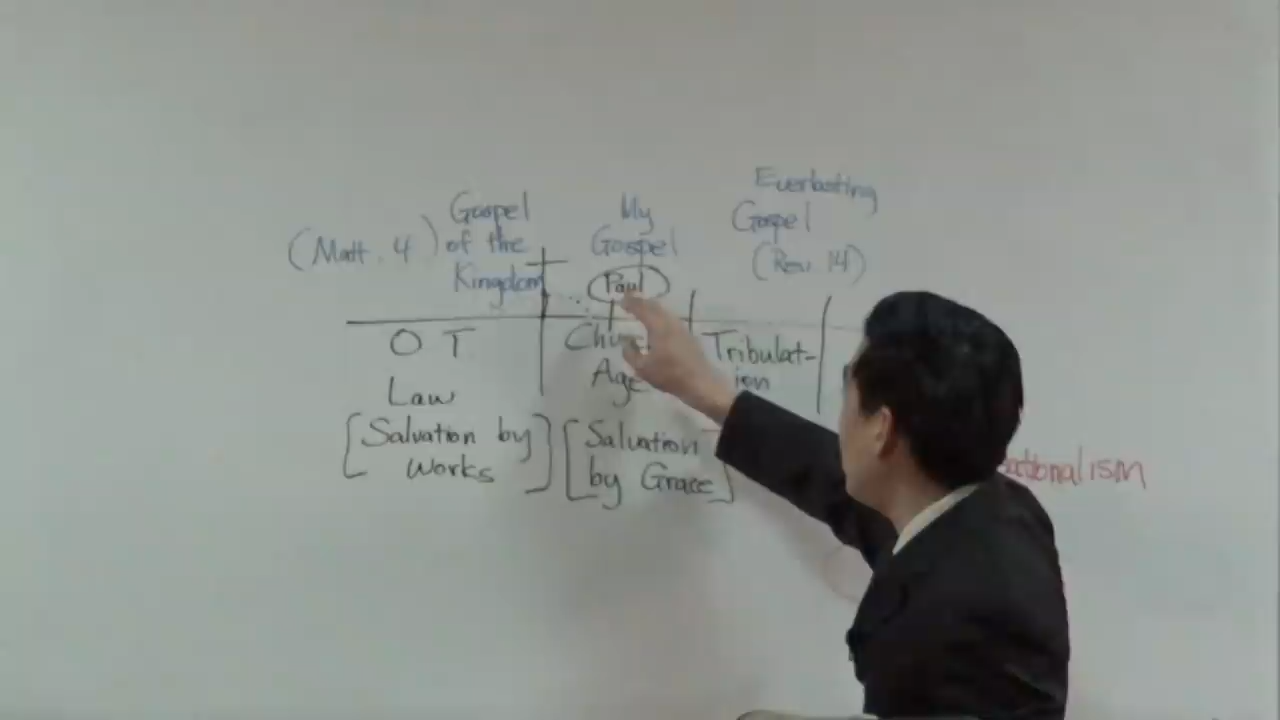 Gospel
(Matt. 4) of the
Kingdom
My
Gospel
Paul
Everlasting
Gospel
(Rev 14)
O T
Law
[Salvation by
Works]
Age
[Salvation
by Grace]
Tribulat-
ion